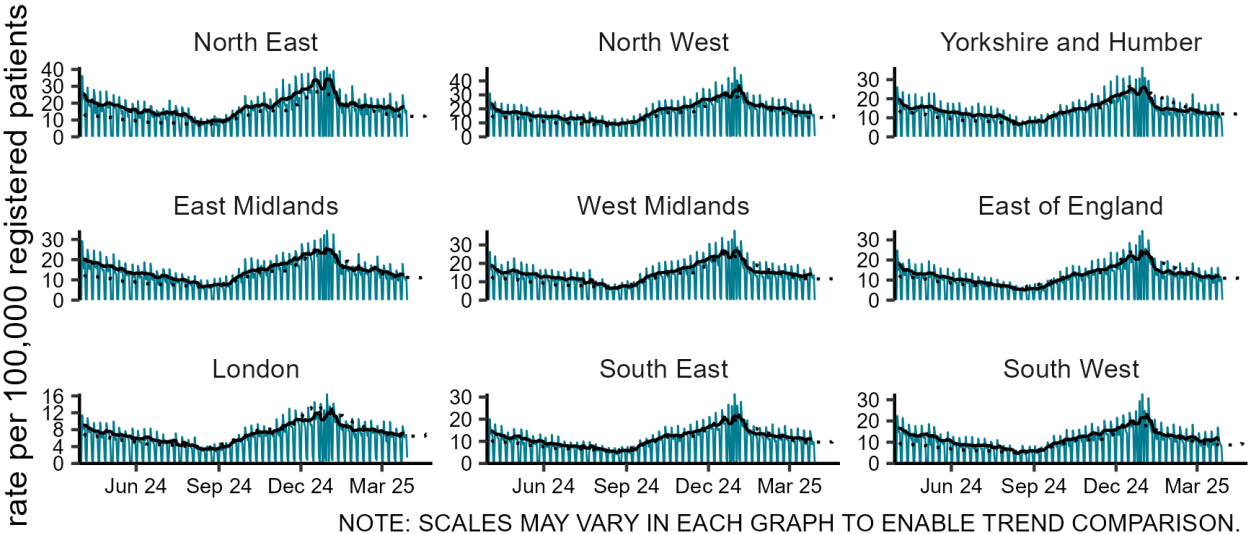 rate per 100,000 registered patients
North East
North West
Yorkshire and Humber
40
30
20
10
0
40
30
20
10
0
30
20
10
0
East Midlands
West Midlands
East of England
30
20
10
0
30
20
10
0
30
20
10
0
London
South East
South West
16
12
8
4
0
30
20
10
0
30
20
10
0
Jun 24 Sep 24 Dec 24 Mar 25
Jun 24 Sep 24 Dec 24 Mar 25
Jun 24 Sep 24 Dec 24 Mar 25
NOTE: SCALES MAY VARY IN EACH GRAPH TO ENABLE TREND COMPARISON.